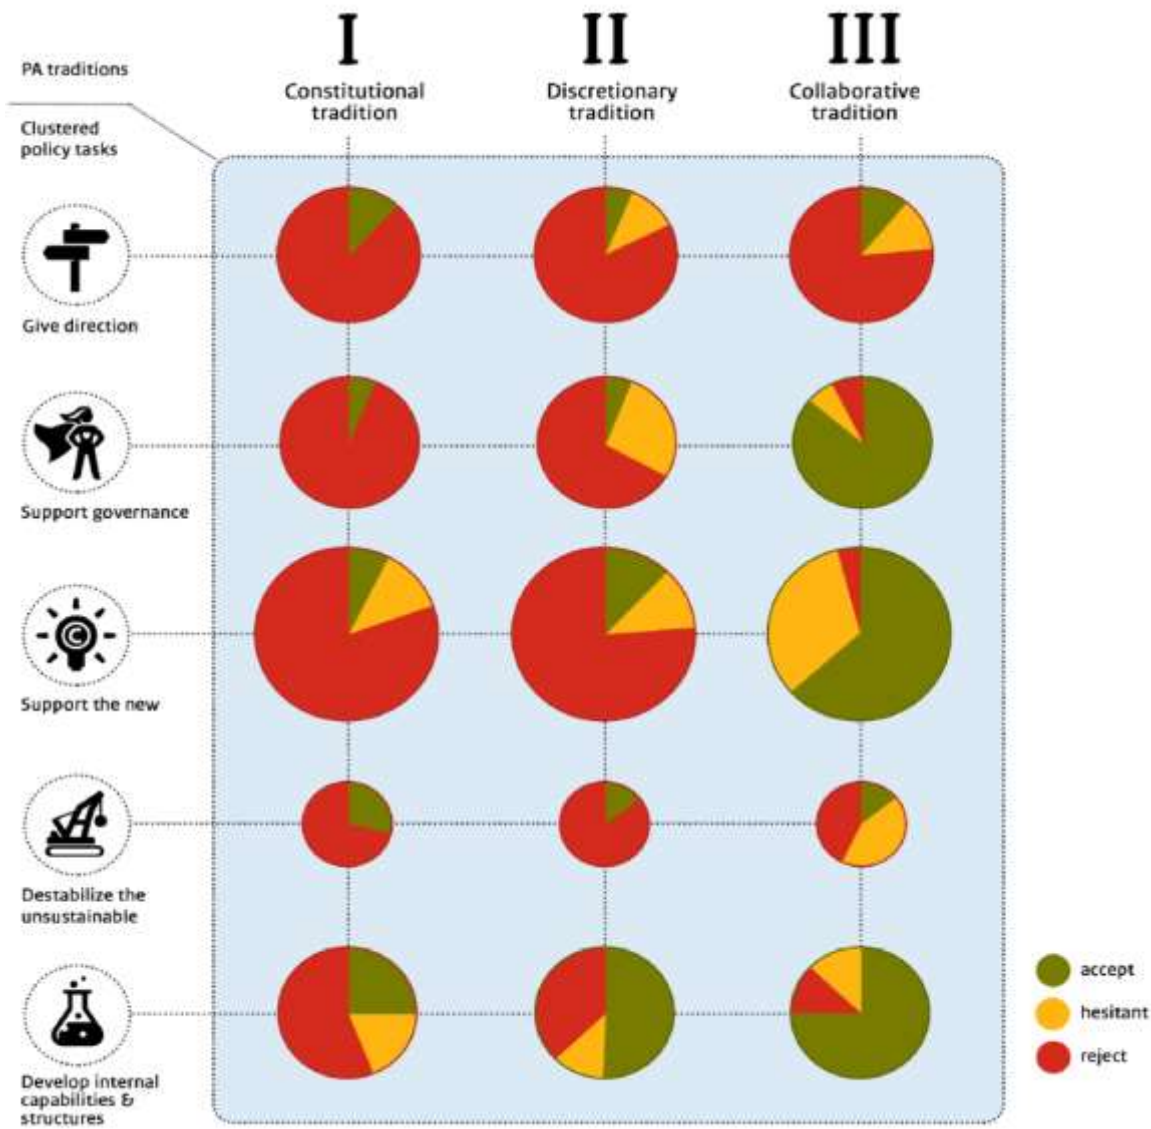 I
II
III
PA traditions
Constitutional
tradition
Discretionary
tradition
Collaborative
tradition
Clustered
policy tasks
Give direction
Support governance
C
Support the new
Destabilize the
unsustainable
Develop internal
capabilities &
structures
accept
hesitant
reject